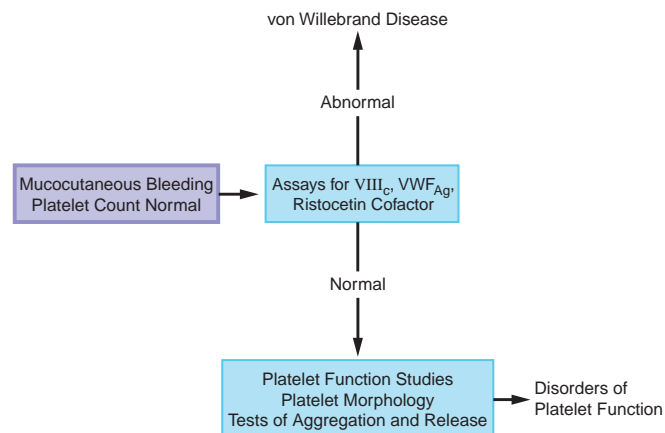 von Willebrand Disease
Abnormal
Mucocutaneous Bleeding
Platelet Count Normal
Assays for VIIIc, VWFAg,
Ristocetin Cofactor
Normal
Platelet Function Studies
Platelet Morphology
Tests of Aggregation and Release
Disorders of
Platelet Function